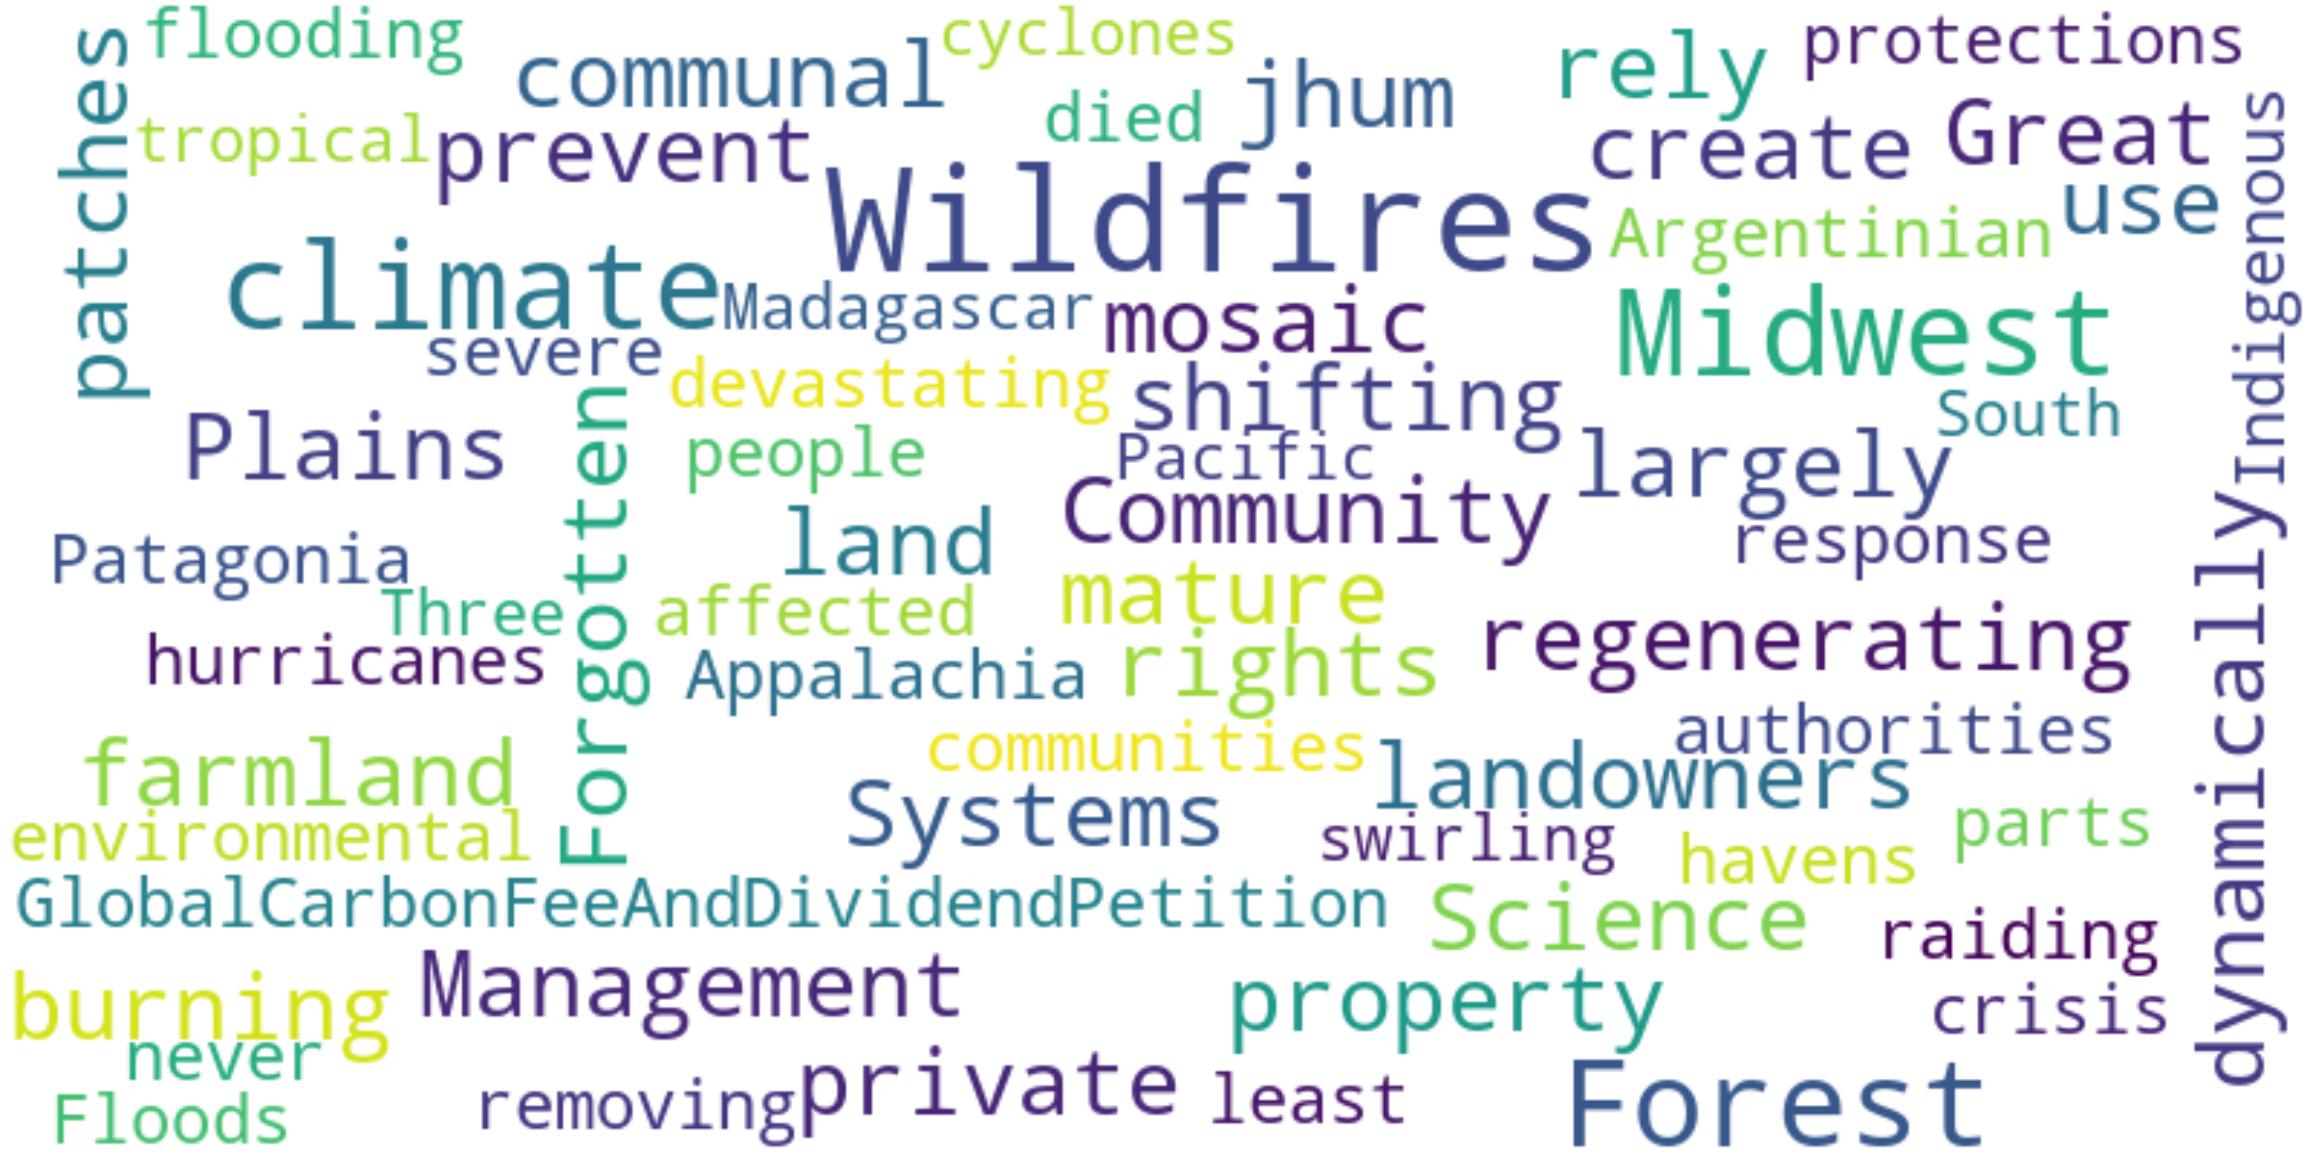 flooding
cyclones
protections
patches
communal
rely
jhum
died
tropical
prevent
create
Great
Indigenous
Wildfires
use
Argentinian
climate
Madagascar
mosaic
Midwest
severe
devastating
shifting
South
Plains
Forgotten
people
Pacific
largely
Community
response
Patagonia
land
dynamically
Three
affected
mature
regenerating
hurricanes
Appalachia
rights
authorities
communities
farmland
landowners
Systems
environmental
swirling
havens
parts
GlobalCarbonFeeAndDividendPetition
Science
raiding
Management
burning
property
crisis
never
private
removing
least
Forest
Floods